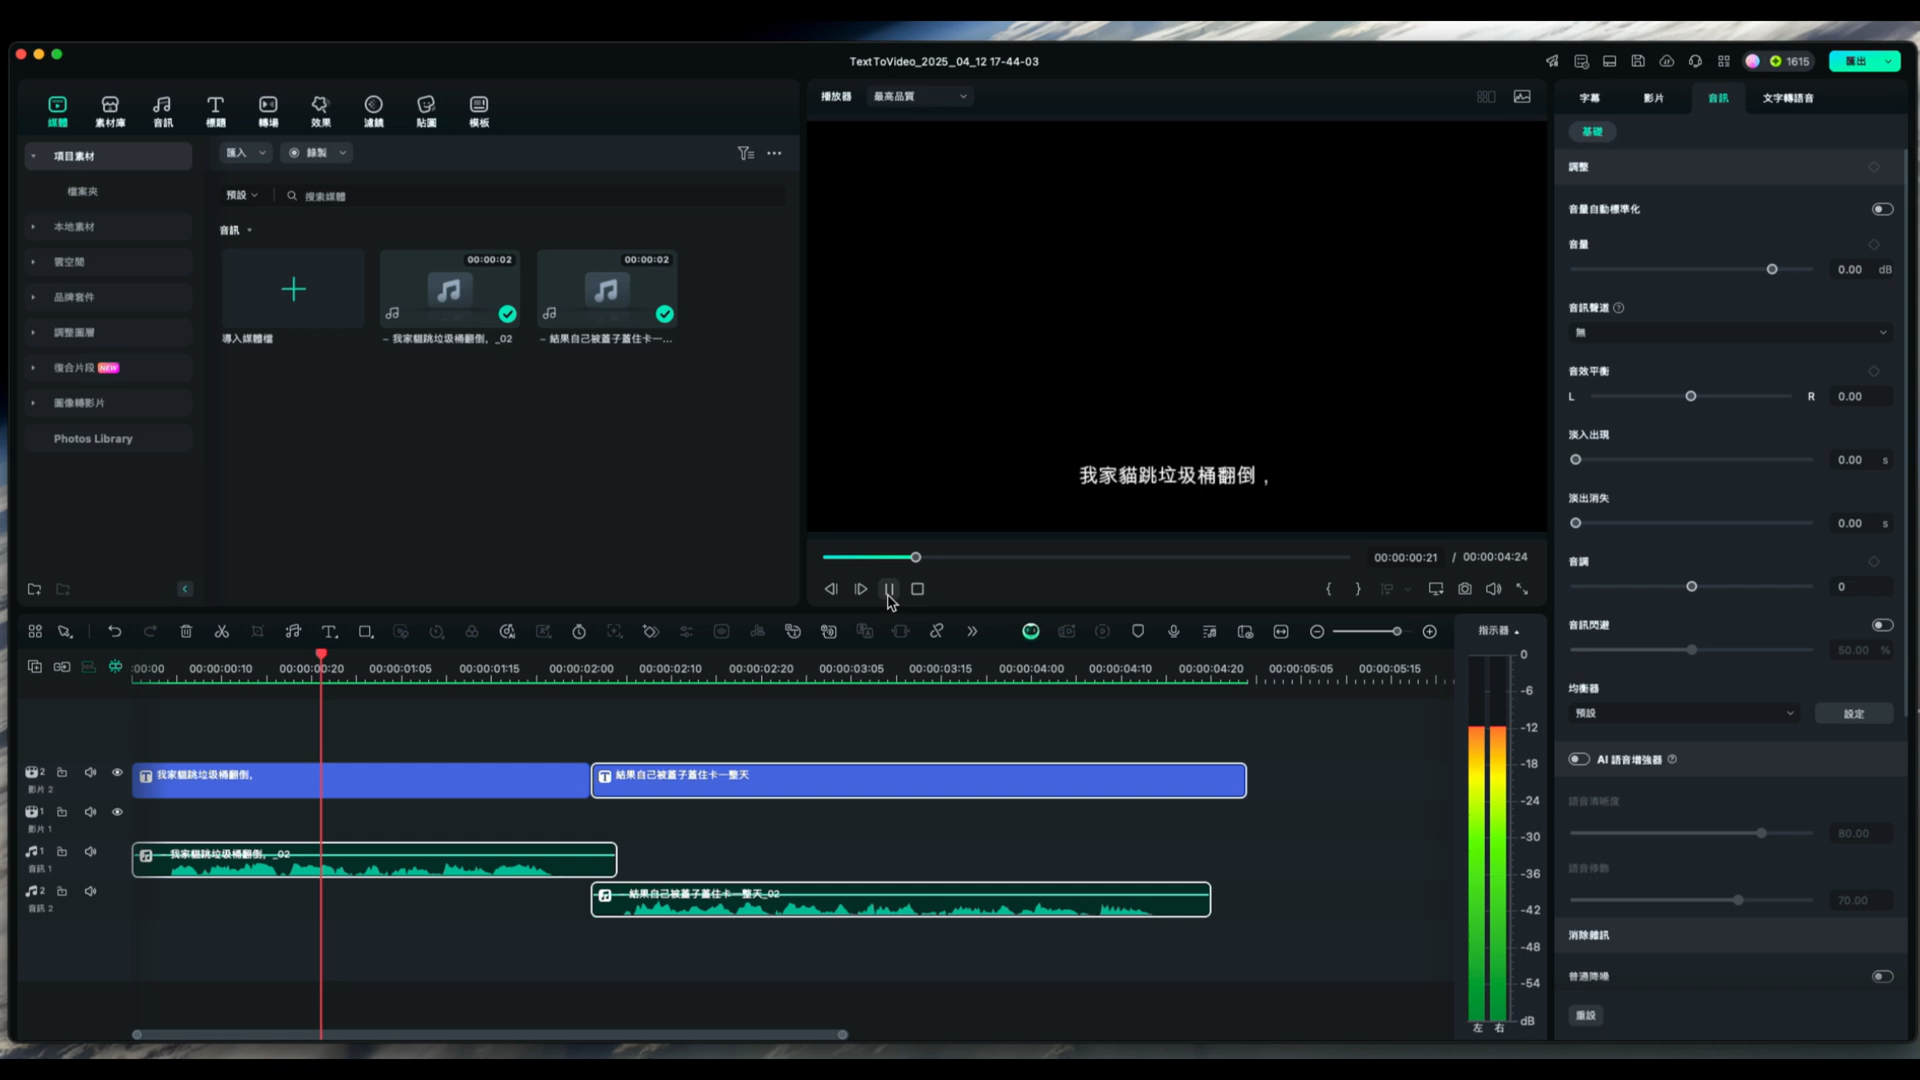 TextToVideo_2025_04_12 17-44-03
1615
匯出
媒體
素材庫
音訊
標題
轉場
效果
濾鏡
貼圖
模板
播放器
最高品質
字幕
影片
音訊
文字轉語音
項目素材
檔案夾
本地素材
雲空間
品牌套件
調整圖層
復合片段 NEW
圖像轉影片
Photos Library
匯入
錄製
預設
搜索媒體
音訊
00:00:02
00:00:02
導入媒體檔
– 我家貓跳垃圾桶翻倒，_02
– 結果自己被蓋子蓋住卡一...
我家貓跳垃圾桶翻倒，
00:00:00:21 / 00:00:04:24
{ }
基礎
調整
音量自動標準化
音量
0.00 dB
音訊聲道
無
音效平衡
L R 0.00
淡入出現
0.00 s
淡出消失
0.00 s
音調
0
音訊閃避
50.00 %
均衡器
預設
設定
AI 語音增強器
語音清晰度
80.00
語音修飾
70.00
消除雜訊
普通降噪
重設
指示器
:00:00 00:00:00:10 00:00:00:20 00:00:01:05 00:00:01:15 00:00:02:00 00:00:02:10 00:00:02:20 00:00:03:05 00:00:03:15 00:00:04:00 00:00:04:10 00:00:04:20 00:00:05:05 00:00:05:15
2
影片 2
T 我家貓跳垃圾桶翻倒，
T 結果自己被蓋子蓋住卡一整天
1
影片 1
1
音訊 1
– 我家貓跳垃圾桶翻倒，_02
2
音訊 2
– 結果自己被蓋子蓋住卡一整天_02
0
-6
-12
-18
-24
-30
-36
-42
-48
-54
dB
左 右